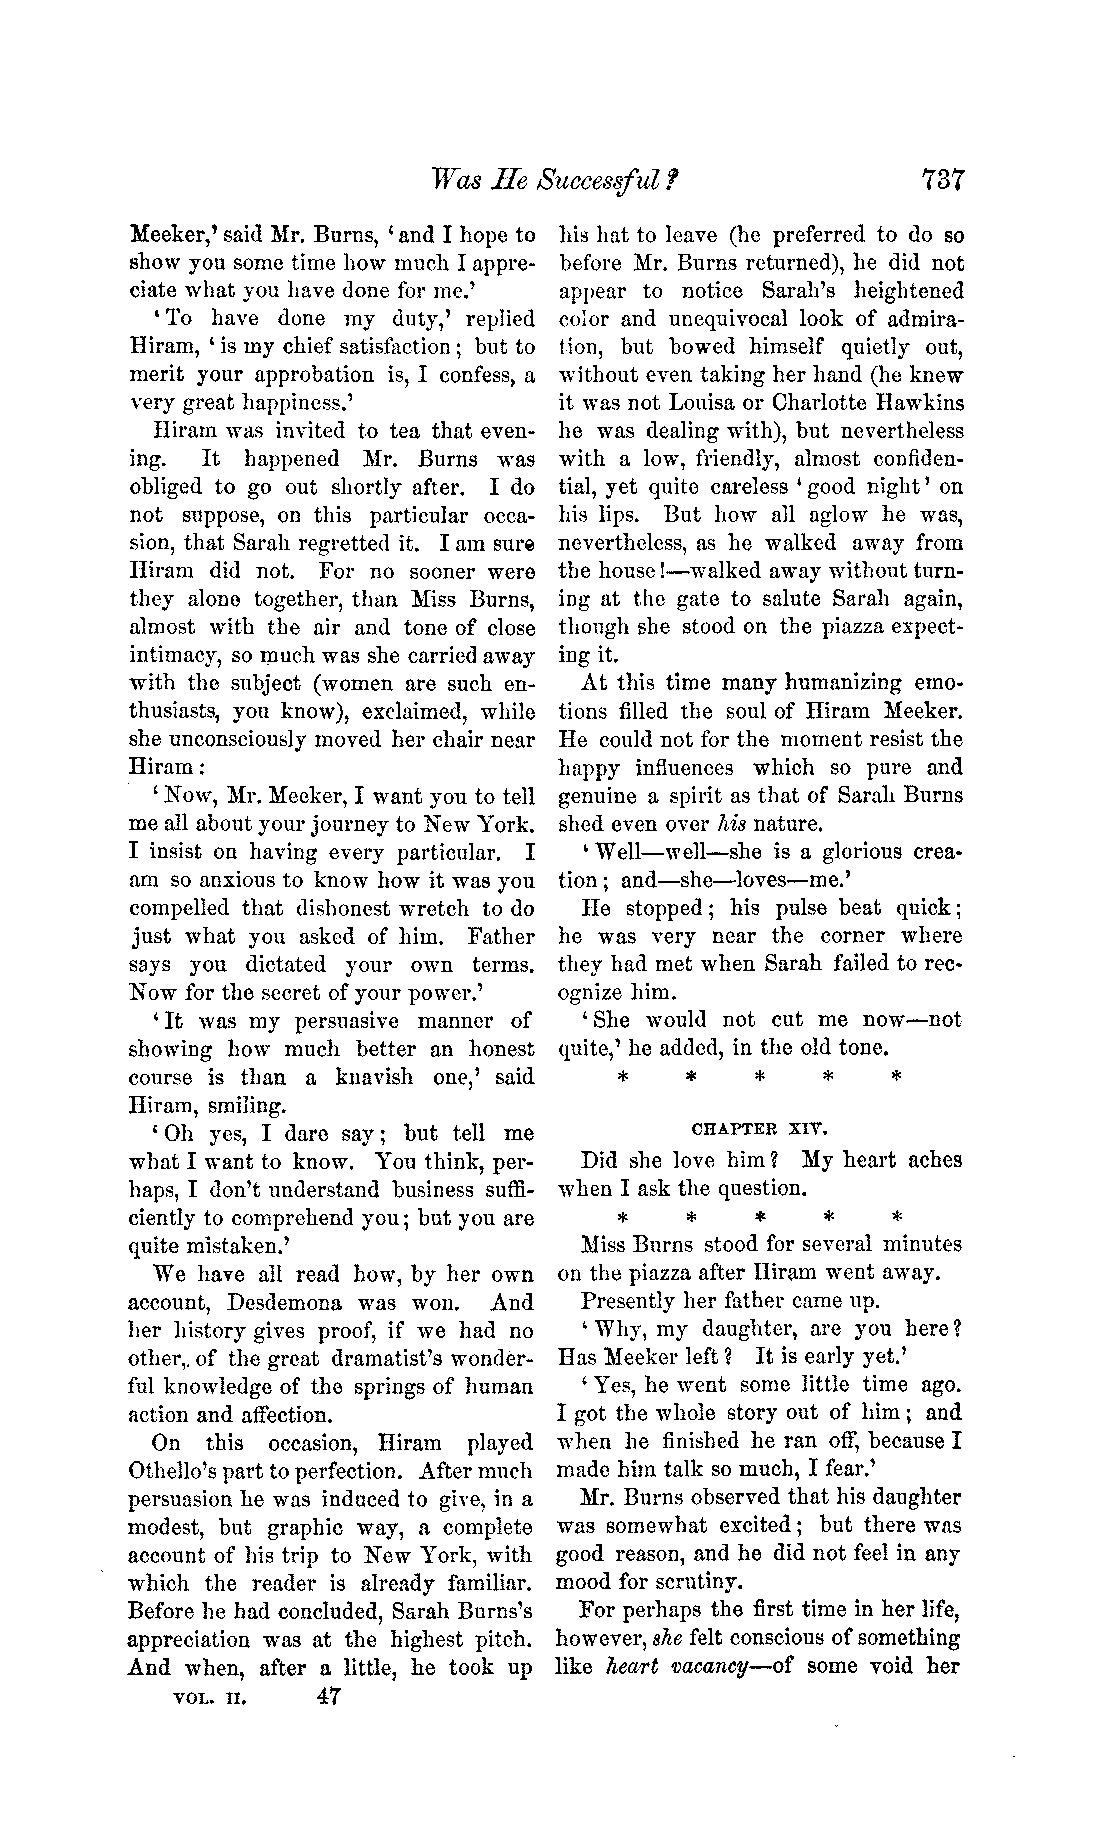 Was He Successful? 737
Meeker,' said Mr. Burns, 'and I hope to
show you some time how much I appre-
ciate what you have done for me.'
'To have done my duty,' replied
Hiram, 'is my chief satisfaction; but to
merit your approbation is, I confess, a
very great happiness.'
Hiram was invited to tea that even-
ing. It happened Mr. Burns was
obliged to go out shortly after. I do
not suppose, on this particular occa-
sion, that Sarah regretted it. I am sure
Hiram did not. For no sooner were
they alone together, than Miss Burns,
almost with the air and tone of close
intimacy, so much was she carried away
with the subject (women are such en-
thusiasts, you know), exclaimed, while
she unconsciously moved her chair near
Hiram:
'Now, Mr. Meeker, I want you to tell
me all about your journey to New York.
I insist on having every particular. I
am so anxious to know how it was you
compelled that dishonest wretch to do
just what you asked of him. Father
says you dictated your own terms.
Now for the secret of your power.'
'It was my persuasive manner of
showing how much better an honest
course is than a knavish one,' said
Hiram, smiling.
'Oh yes, I dare say; but tell me
what I want to know. You think, per-
haps, I don't understand business suffi-
ciently to comprehend you; but you are
quite mistaken.'
We have all read how, by her own
account, Desdemona was won. And
her history gives proof, if we had no
other, of the great dramatist's wonder-
ful knowledge of the springs of human
action and affection.
On this occasion, Hiram played
Othello's part to perfection. After much
persuasion he was induced to give, in a
modest, but graphic way, a complete
account of his trip to New York, with
which the reader is already familiar.
Before he had concluded, Sarah Burns's
appreciation was at the highest pitch.
And when, after a little, he took up
VOL. II. 47
his hat to leave (he preferred to do so
before Mr. Burns returned), he did not
appear to notice Sarah's heightened
color and unequivocal look of admira-
tion, but bowed himself quietly out,
without even taking her hand (he knew
it was not Louisa or Charlotte Hawkins
he was dealing with), but nevertheless
with a low, friendly, almost confiden-
tial, yet quite careless 'good night' on
his lips. But how all aglow he was,
nevertheless, as he walked away from
the house!—walked away without turn-
ing at the gate to salute Sarah again,
though she stood on the piazza expect-
ing it.
At this time many humanizing emo-
tions filled the soul of Hiram Meeker.
He could not for the moment resist the
happy influences which so pure and
genuine a spirit as that of Sarah Burns
shed even over his nature.
'Well—well—she is a glorious crea-
tion; and—she—loves—me.'
He stopped; his pulse beat quick;
he was very near the corner where
they had met when Sarah failed to rec-
ognize him.
'She would not cut me now—not
quite,' he added, in the old tone.
* * * * *
CHAPTER XIV.
Did she love him? My heart aches
when I ask the question.
* * * * *
Miss Burns stood for several minutes
on the piazza after Hiram went away.
Presently her father came up.
'Why, my daughter, are you here?
Has Meeker left? It is early yet.'
'Yes, he went some little time ago.
I got the whole story out of him; and
when he finished he ran off, because I
made him talk so much, I fear.'
Mr. Burns observed that his daughter
was somewhat excited; but there was
good reason, and he did not feel in any
mood for scrutiny.
For perhaps the first time in her life,
however, she felt conscious of something
like heart vacancy—of some void her